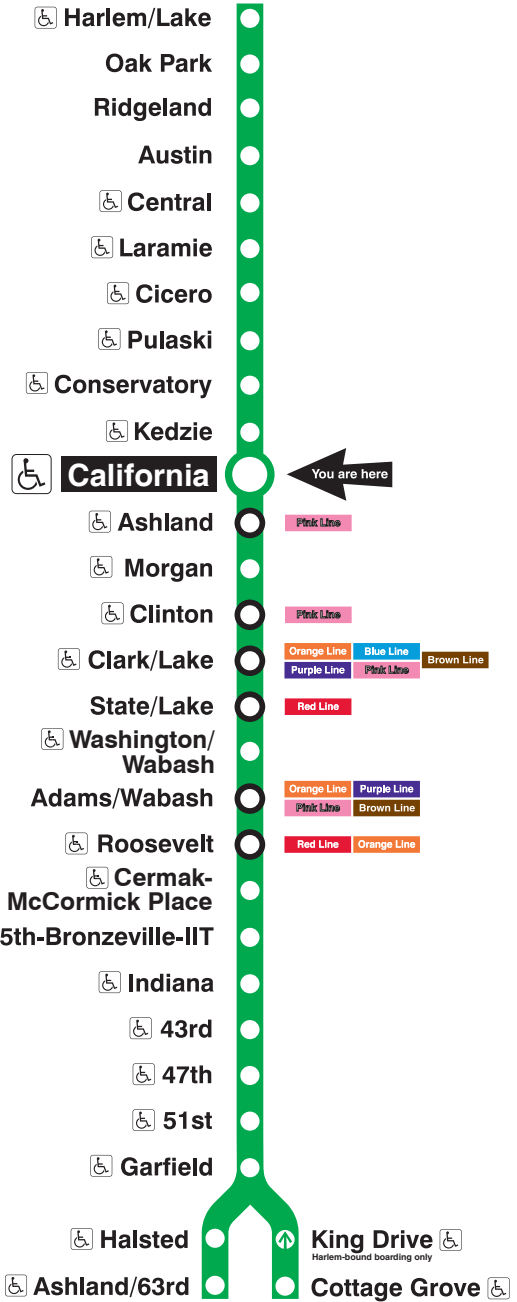 Harlem/Lake
Oak Park
Ridgeland
Austin
Central
Laramie
Cicero
Pulaski
Conservatory
Kedzie
California
You are here
Ashland
Pink Line
Morgan
Clinton
Pink Line
Clark/Lake
Orange Line Blue Line
Brown Line
Purple Line Pink Line
State/Lake
Red Line
Washington/
Wabash
Adams/Wabash
Orange Line Purple Line
Pink Line Brown Line
Roosevelt
Red Line Orange Line
Cermak-
McCormick Place
5th-Bronzeville-IIT
Indiana
43rd
47th
51st
Garfield
Halsted
King Drive
Harlem-bound boarding only
Ashland/63rd
Cottage Grove